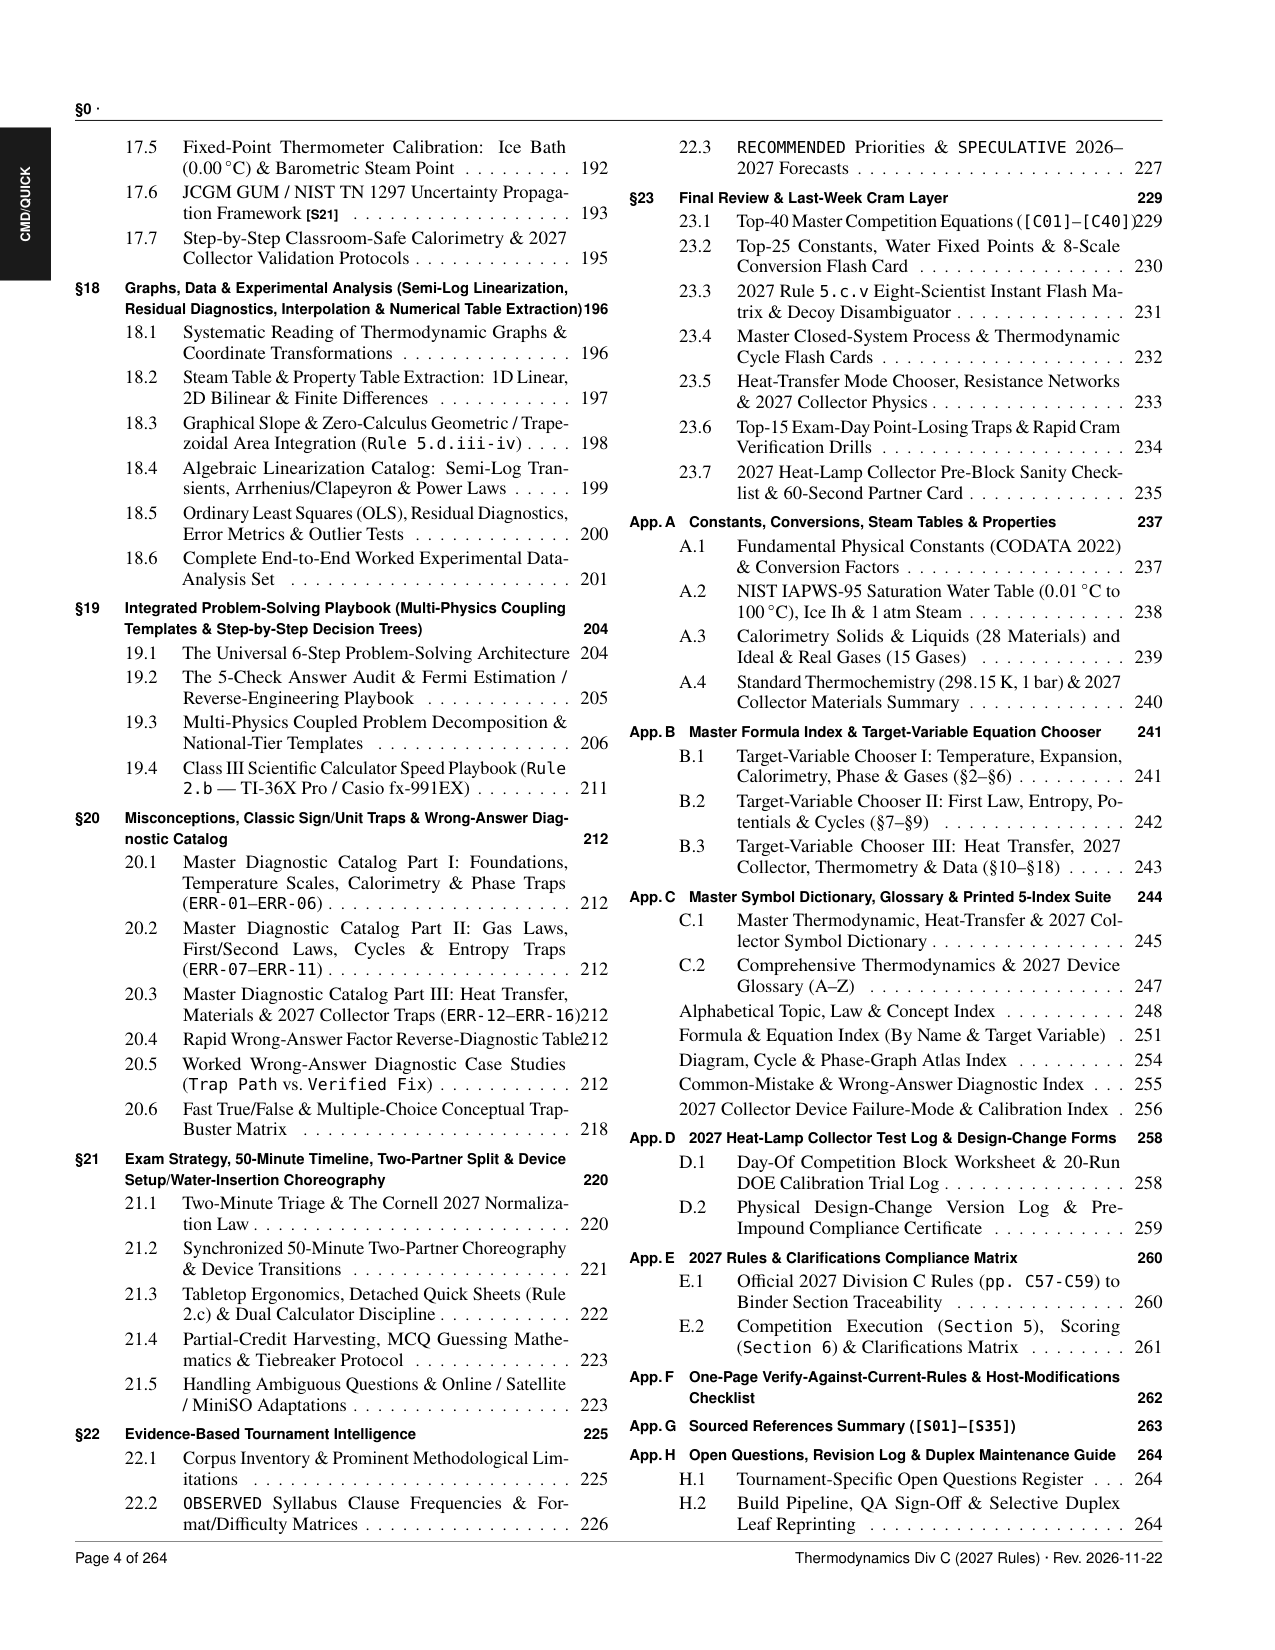 §0 ·
CMD/QUICK
17.5 Fixed-Point Thermometer Calibration: Ice Bath
(0.00 °C) & Barometric Steam Point . . . . . . . . . 192
17.6 JCGM GUM / NIST TN 1297 Uncertainty Propaga-
tion Framework [S21] . . . . . . . . . . . . . . . . . . 193
17.7 Step-by-Step Classroom-Safe Calorimetry & 2027
Collector Validation Protocols . . . . . . . . . . . . . 195
§18 Graphs, Data & Experimental Analysis (Semi-Log Linearization,
Residual Diagnostics, Interpolation & Numerical Table Extraction)196
18.1 Systematic Reading of Thermodynamic Graphs &
Coordinate Transformations . . . . . . . . . . . . . . 196
18.2 Steam Table & Property Table Extraction: 1D Linear,
2D Bilinear & Finite Differences . . . . . . . . . . . 197
18.3 Graphical Slope & Zero-Calculus Geometric / Trape-
zoidal Area Integration (Rule 5.d.iii-iv) . . . . 198
18.4 Algebraic Linearization Catalog: Semi-Log Tran-
sients, Arrhenius/Clapeyron & Power Laws . . . . . 199
18.5 Ordinary Least Squares (OLS), Residual Diagnostics,
Error Metrics & Outlier Tests . . . . . . . . . . . . . 200
18.6 Complete End-to-End Worked Experimental Data-
Analysis Set . . . . . . . . . . . . . . . . . . . . . . . 201
§19 Integrated Problem-Solving Playbook (Multi-Physics Coupling
Templates & Step-by-Step Decision Trees) 204
19.1 The Universal 6-Step Problem-Solving Architecture 204
19.2 The 5-Check Answer Audit & Fermi Estimation /
Reverse-Engineering Playbook . . . . . . . . . . . . 205
19.3 Multi-Physics Coupled Problem Decomposition &
National-Tier Templates . . . . . . . . . . . . . . . . 206
19.4 Class III Scientific Calculator Speed Playbook (Rule
2.b — TI-36X Pro / Casio fx-991EX) . . . . . . . . 211
§20 Misconceptions, Classic Sign/Unit Traps & Wrong-Answer Diag-
nostic Catalog 212
20.1 Master Diagnostic Catalog Part I: Foundations,
Temperature Scales, Calorimetry & Phase Traps
(ERR-01–ERR-06) . . . . . . . . . . . . . . . . . . . . 212
20.2 Master Diagnostic Catalog Part II: Gas Laws,
First/Second Laws, Cycles & Entropy Traps
(ERR-07–ERR-11) . . . . . . . . . . . . . . . . . . . . 212
20.3 Master Diagnostic Catalog Part III: Heat Transfer,
Materials & 2027 Collector Traps (ERR-12–ERR-16)212
20.4 Rapid Wrong-Answer Factor Reverse-Diagnostic Table212
20.5 Worked Wrong-Answer Diagnostic Case Studies
(Trap Path vs. Verified Fix) . . . . . . . . . . . 212
20.6 Fast True/False & Multiple-Choice Conceptual Trap-
Buster Matrix . . . . . . . . . . . . . . . . . . . . . . 218
§21 Exam Strategy, 50-Minute Timeline, Two-Partner Split & Device
Setup/Water-Insertion Choreography 220
21.1 Two-Minute Triage & The Cornell 2027 Normaliza-
tion Law . . . . . . . . . . . . . . . . . . . . . . . . . . 220
21.2 Synchronized 50-Minute Two-Partner Choreography
& Device Transitions . . . . . . . . . . . . . . . . . . 221
21.3 Tabletop Ergonomics, Detached Quick Sheets (Rule
2.c) & Dual Calculator Discipline . . . . . . . . . . . 222
21.4 Partial-Credit Harvesting, MCQ Guessing Mathe-
matics & Tiebreaker Protocol . . . . . . . . . . . . . 223
21.5 Handling Ambiguous Questions & Online / Satellite
/ MiniSO Adaptations . . . . . . . . . . . . . . . . . . 223
§22 Evidence-Based Tournament Intelligence 225
22.1 Corpus Inventory & Prominent Methodological Lim-
itations . . . . . . . . . . . . . . . . . . . . . . . . . . 225
22.2 OBSERVED Syllabus Clause Frequencies & For-
mat/Difficulty Matrices . . . . . . . . . . . . . . . . . 226
22.3 RECOMMENDED Priorities & SPECULATIVE 2026–
2027 Forecasts . . . . . . . . . . . . . . . . . . . . . . 227
§23 Final Review & Last-Week Cram Layer 229
23.1 Top-40 Master Competition Equations ([C01]–[C40])229
23.2 Top-25 Constants, Water Fixed Points & 8-Scale
Conversion Flash Card . . . . . . . . . . . . . . . . . 230
23.3 2027 Rule 5.c.v Eight-Scientist Instant Flash Ma-
trix & Decoy Disambiguator . . . . . . . . . . . . . . 231
23.4 Master Closed-System Process & Thermodynamic
Cycle Flash Cards . . . . . . . . . . . . . . . . . . . . 232
23.5 Heat-Transfer Mode Chooser, Resistance Networks
& 2027 Collector Physics . . . . . . . . . . . . . . . . 233
23.6 Top-15 Exam-Day Point-Losing Traps & Rapid Cram
Verification Drills . . . . . . . . . . . . . . . . . . . . 234
23.7 2027 Heat-Lamp Collector Pre-Block Sanity Check-
list & 60-Second Partner Card . . . . . . . . . . . . . 235
App. A Constants, Conversions, Steam Tables & Properties 237
A.1 Fundamental Physical Constants (CODATA 2022)
& Conversion Factors . . . . . . . . . . . . . . . . . . 237
A.2 NIST IAPWS-95 Saturation Water Table (0.01 °C to
100 °C), Ice Ih & 1 atm Steam . . . . . . . . . . . . . 238
A.3 Calorimetry Solids & Liquids (28 Materials) and
Ideal & Real Gases (15 Gases) . . . . . . . . . . . . 239
A.4 Standard Thermochemistry (298.15 K, 1 bar) & 2027
Collector Materials Summary . . . . . . . . . . . . . 240
App. B Master Formula Index & Target-Variable Equation Chooser 241
B.1 Target-Variable Chooser I: Temperature, Expansion,
Calorimetry, Phase & Gases (§2–§6) . . . . . . . . . 241
B.2 Target-Variable Chooser II: First Law, Entropy, Po-
tentials & Cycles (§7–§9) . . . . . . . . . . . . . . . 242
B.3 Target-Variable Chooser III: Heat Transfer, 2027
Collector, Thermometry & Data (§10–§18) . . . . . 243
App. C Master Symbol Dictionary, Glossary & Printed 5-Index Suite 244
C.1 Master Thermodynamic, Heat-Transfer & 2027 Col-
lector Symbol Dictionary . . . . . . . . . . . . . . . . 245
C.2 Comprehensive Thermodynamics & 2027 Device
Glossary (A–Z) . . . . . . . . . . . . . . . . . . . . . 247
Alphabetical Topic, Law & Concept Index . . . . . . . . . . 248
Formula & Equation Index (By Name & Target Variable) . 251
Diagram, Cycle & Phase-Graph Atlas Index . . . . . . . . . 254
Common-Mistake & Wrong-Answer Diagnostic Index . . . 255
2027 Collector Device Failure-Mode & Calibration Index . 256
App. D 2027 Heat-Lamp Collector Test Log & Design-Change Forms 258
D.1 Day-Of Competition Block Worksheet & 20-Run
DOE Calibration Trial Log . . . . . . . . . . . . . . . 258
D.2 Physical Design-Change Version Log & Pre-
Impound Compliance Certificate . . . . . . . . . . . 259
App. E 2027 Rules & Clarifications Compliance Matrix 260
E.1 Official 2027 Division C Rules (pp. C57-C59) to
Binder Section Traceability . . . . . . . . . . . . . . 260
E.2 Competition Execution (Section 5), Scoring
(Section 6) & Clarifications Matrix . . . . . . . . 261
App. F One-Page Verify-Against-Current-Rules & Host-Modifications
Checklist 262
App. G Sourced References Summary ([S01]–[S35]) 263
App. H Open Questions, Revision Log & Duplex Maintenance Guide 264
H.1 Tournament-Specific Open Questions Register . . . 264
H.2 Build Pipeline, QA Sign-Off & Selective Duplex
Leaf Reprinting . . . . . . . . . . . . . . . . . . . . . 264
Page 4 of 264
Thermodynamics Div C (2027 Rules) · Rev. 2026-11-22